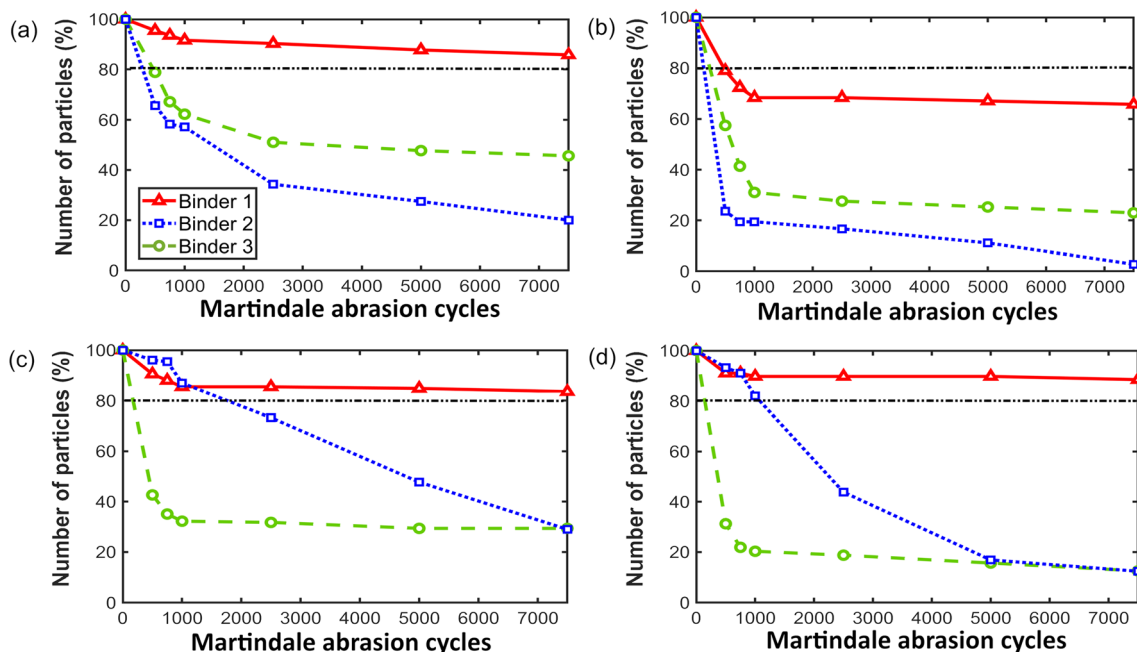 (a)
Number of particles (%)
100
80
60
40
20
0
Binder 1
Binder 2
Binder 3
0 1000 2000 3000 4000 5000 6000 7000
Martindale abrasion cycles
(b)
Number of particles (%)
100
80
60
40
20
0
0 1000 2000 3000 4000 5000 6000 7000
Martindale abrasion cycles
(c)
Number of particles (%)
100
80
60
40
20
0
0 1000 2000 3000 4000 5000 6000 7000
Martindale abrasion cycles
(d)
Number of particles (%)
100
80
60
40
20
0
0 1000 2000 3000 4000 5000 6000 7000
Martindale abrasion cycles